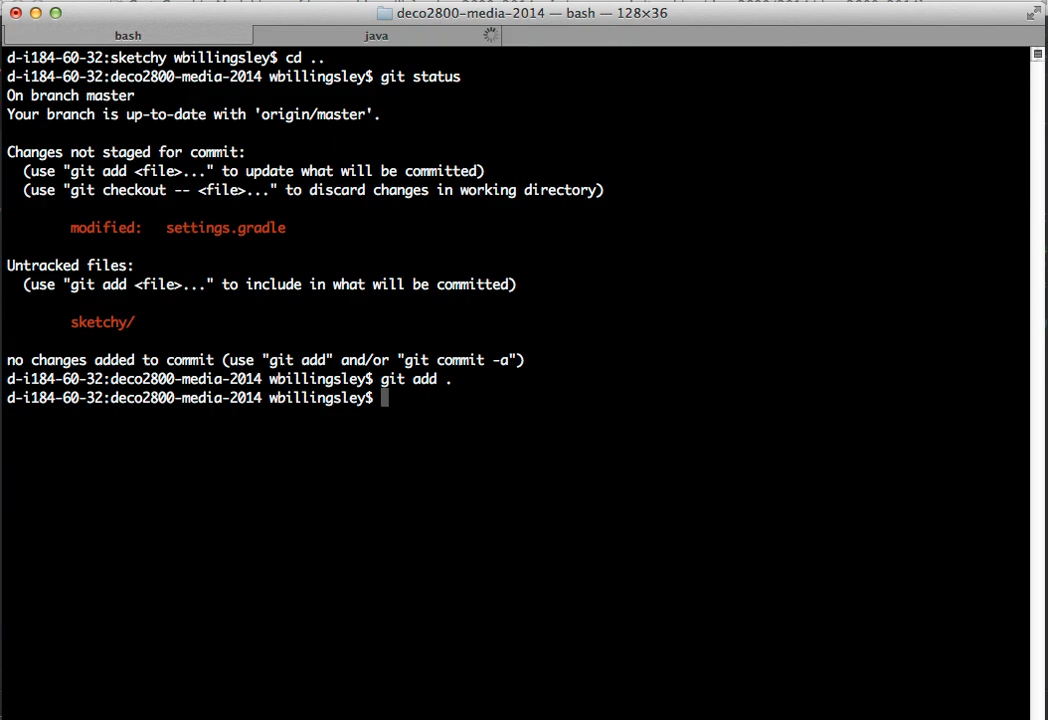 deco2800-media-2014 — bash — 128×36
bash
java
d-i184-60-32:sketchy wbillingsley$ cd ..
d-i184-60-32:deco2800-media-2014 wbillingsley$ git status
On branch master
Your branch is up-to-date with 'origin/master'.
Changes not staged for commit:
(use "git add <file>..." to update what will be committed)
(use "git checkout -- <file>..." to discard changes in working directory)
modified:   settings.gradle
Untracked files:
(use "git add <file>..." to include in what will be committed)
sketchy/
no changes added to commit (use "git add" and/or "git commit -a")
d-i184-60-32:deco2800-media-2014 wbillingsley$ git add .
d-i184-60-32:deco2800-media-2014 wbillingsley$